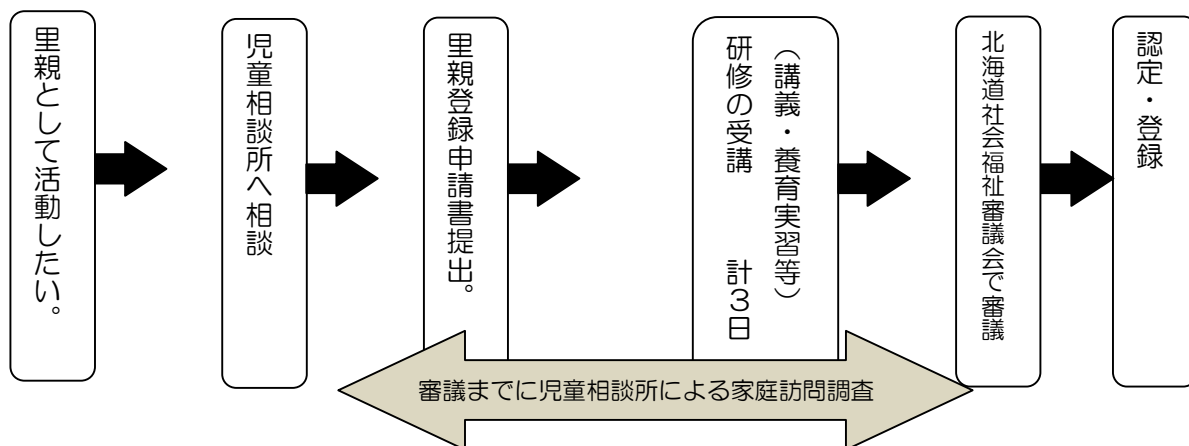 里親として活動したい。
児童相談所へ相談
里親登録申請書提出。
（講義・養育実習等）
研修の受講　計３日
北海道社会福祉審議会で審議
認定・登録
審議までに児童相談所による家庭訪問調査